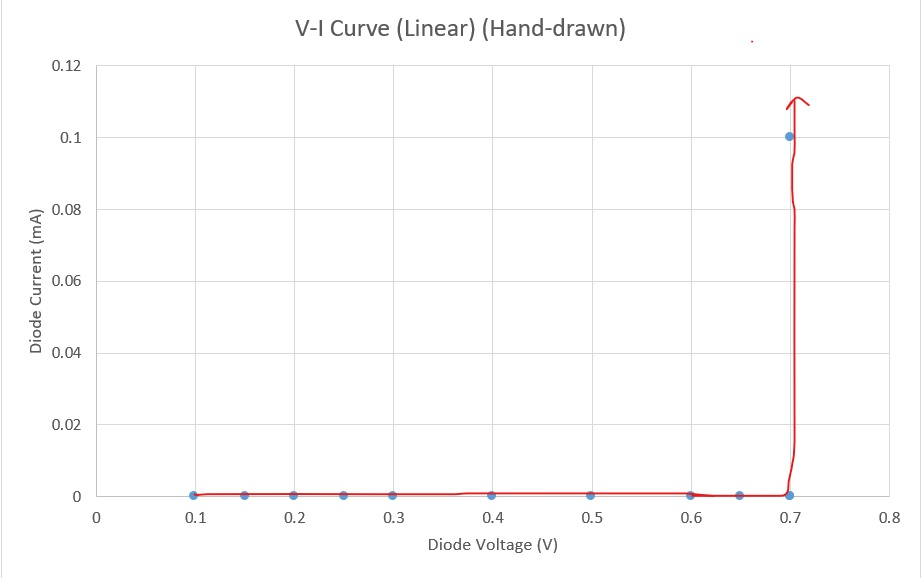 V-I Curve (Linear) (Hand-drawn)
0.12
0.1
0.08
0.06
0.04
0.02
0
Diode Current (mA)
0 0.1 0.2 0.3 0.4 0.5 0.6 0.7 0.8
Diode Voltage (V)